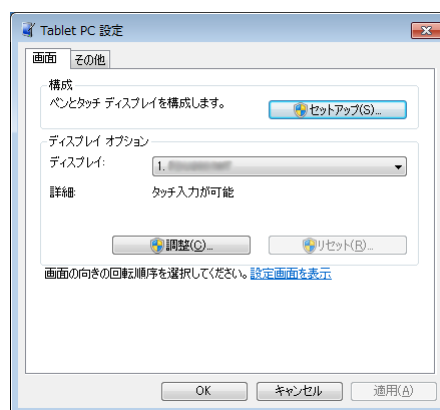 Tablet PC 設定
画面 その他
構成
ペンとタッチ ディスプレイを構成します。 セットアップ(S)...
ディスプレイ オプション
ディスプレイ: 1.
詳細: タッチ入力が可能
調整(C)... リセット(R)...
画面の向きの回転順序を選択してください。設定画面を表示
OK キャンセル 適用(A)